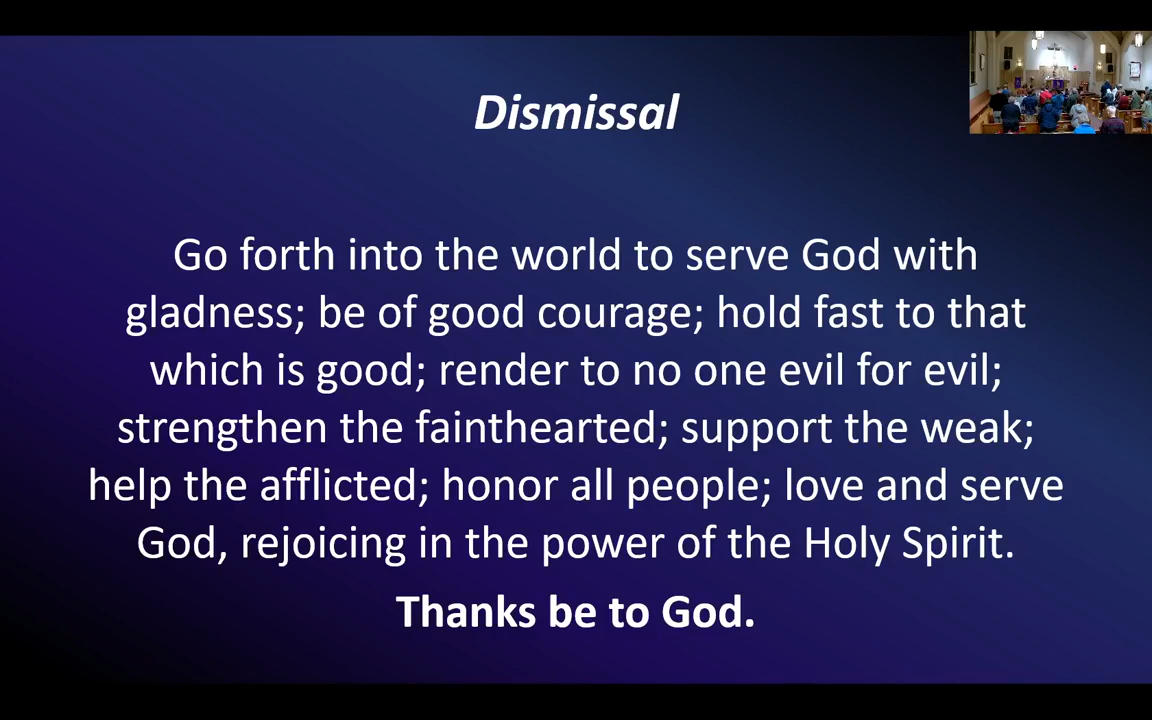 Dismissal
Go forth into the world to serve God with
gladness; be of good courage; hold fast to that
which is good; render to no one evil for evil;
strengthen the fainthearted; support the weak;
help the afflicted; honor all people; love and serve
God, rejoicing in the power of the Holy Spirit.
Thanks be to God.